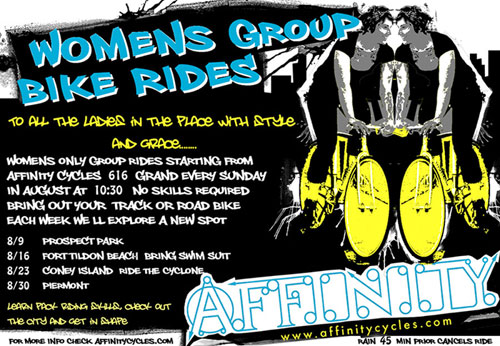 WOMENS GROUP
BIKE RIDES
TO ALL THE LADIES IN THE PLACE WITH STYLE
AND GRACE.......
WOMENS ONLY GROUP RIDES STARTING FROM
AFFINITY CYCLES 616 GRAND EVERY SUNDAY
IN AUGUST AT 10:30 NO SKILLS REQUIRED
BRING OUT YOUR TRACK OR ROAD BIKE
EACH WEEK WE LL EXPLORE A NEW SPOT
8/9 PROSPECT PARK
8/16 FORT TILDON BEACH BRING SWIM SUIT
8/23 CONEY ISLAND RIDE THE CYCLONE
8/30 PIERMONT
LEARN PACK RIDING SKILLS, CHECK OUT
THE CITY AND GET IN SHAPE
AFFINITY
www.affinitycycles.com
FOR MORE INFO CHECK AFFINITYCYCLES.COM
RAIN 45 MIN PRIOR CANCELS RIDE